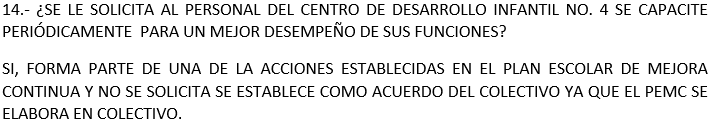 14.- ¿SE LE SOLICITA AL PERSONAL DEL CENTRO DE DESARROLLO INFANTIL NO. 4 SE CAPACITE
PERIÓDICAMENTE PARA UN MEJOR DESEMPEÑO DE SUS FUNCIONES?
SI, FORMA PARTE DE UNA DE LA ACCIONES ESTABLECIDAS EN EL PLAN ESCOLAR DE MEJORA
CONTINUA Y NO SE SOLICITA SE ESTABLECE COMO ACUERDO DEL COLECTIVO YA QUE EL PEMC SE
ELABORA EN COLECTIVO.